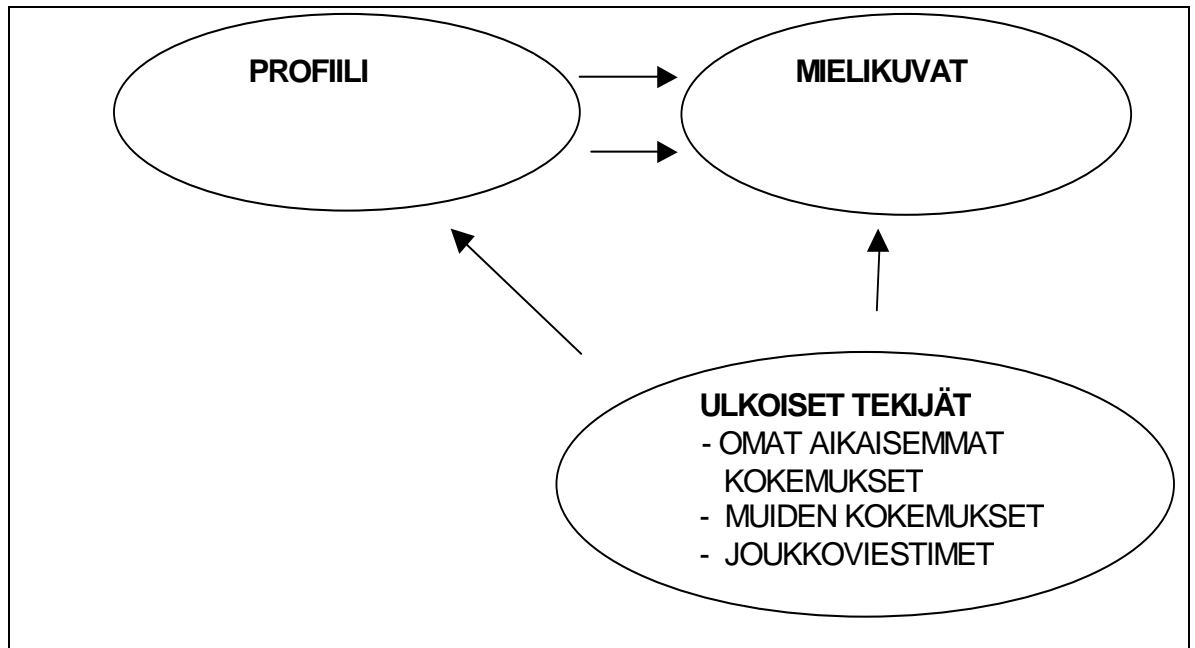 PROFIILI
MIELIKUVAT
ULKOISET TEKIJÄT
- OMAT AIKAISEMMAT
KOKEMUKSET
- MUIDEN KOKEMUKSET
- JOUKKOVIESTIMET